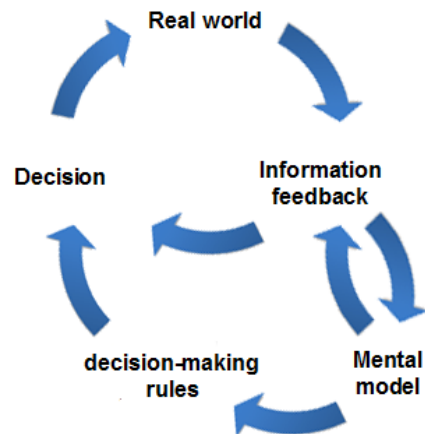 Real world
Decision
Information
feedback
decision-making
rules
Mental
model